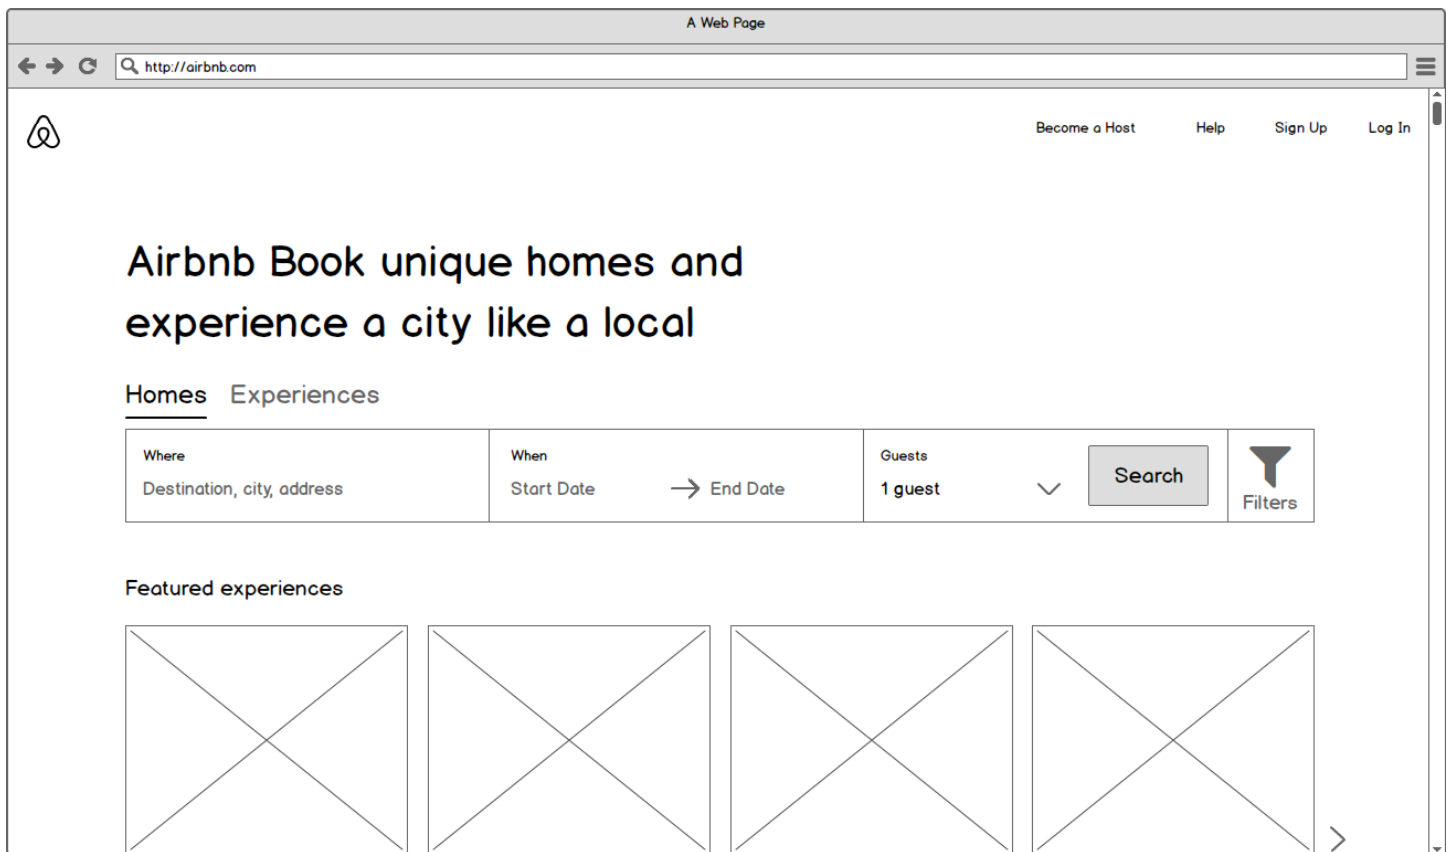 A Web Page
http://airbnb.com
Become a Host Help Sign Up Log In
Airbnb Book unique homes and
experience a city like a local
Homes Experiences
Where When Guests
Destination, city, address Start Date End Date 1 guest Search
Filters
Featured experiences